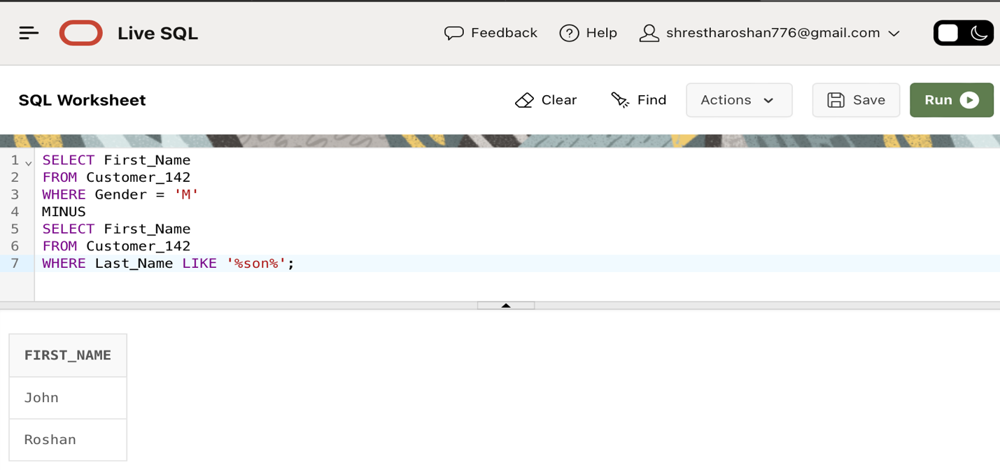 Live SQL Feedback Help shrestharoshan776@gmail.com
SQL Worksheet Clear Find Actions Save Run
1 SELECT First_Name
2 FROM Customer_142
3 WHERE Gender = 'M'
4 MINUS
5 SELECT First_Name
6 FROM Customer_142
7 WHERE Last_Name LIKE '%son%';
FIRST_NAME
John
Roshan